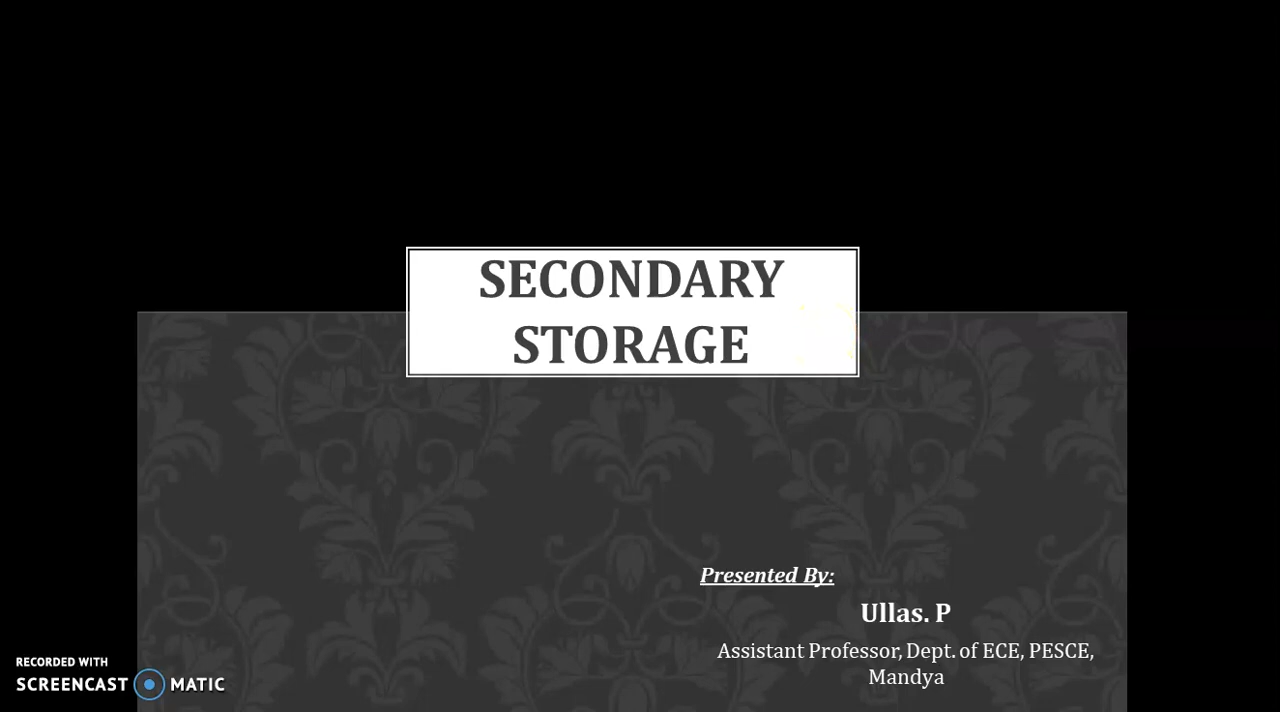 SECONDARY
STORAGE
Presented By:
Ullas. P
Assistant Professor, Dept. of ECE, PESCE,
Mandya
RECORDED WITH
SCREENCAST MATIC